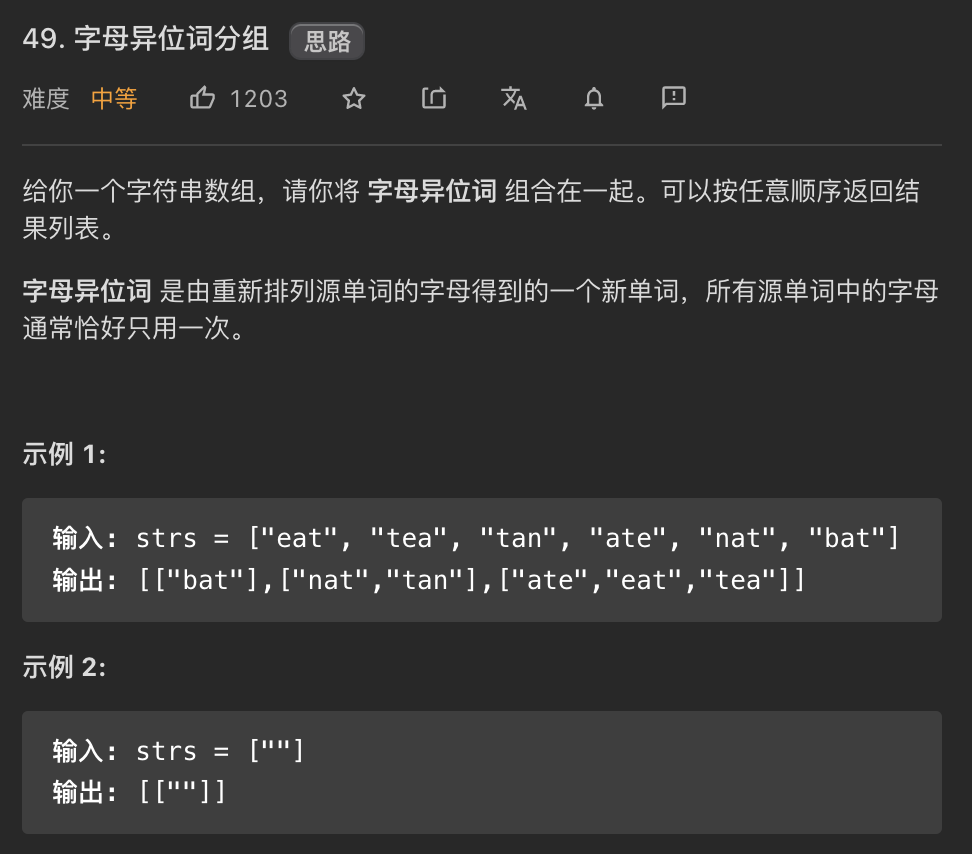 49. 字母异位词分组 思路
难度 中等 1203
给你一个字符串数组，请你将 字母异位词 组合在一起。可以按任意顺序返回结
果列表。
字母异位词 是由重新排列源单词的字母得到的一个新单词，所有源单词中的字母
通常恰好只用一次。
示例 1:
输入: strs = ["eat", "tea", "tan", "ate", "nat", "bat"]
输出: [["bat"],["nat","tan"],["ate","eat","tea"]]
示例 2:
输入: strs = [""]
输出: [[""]]